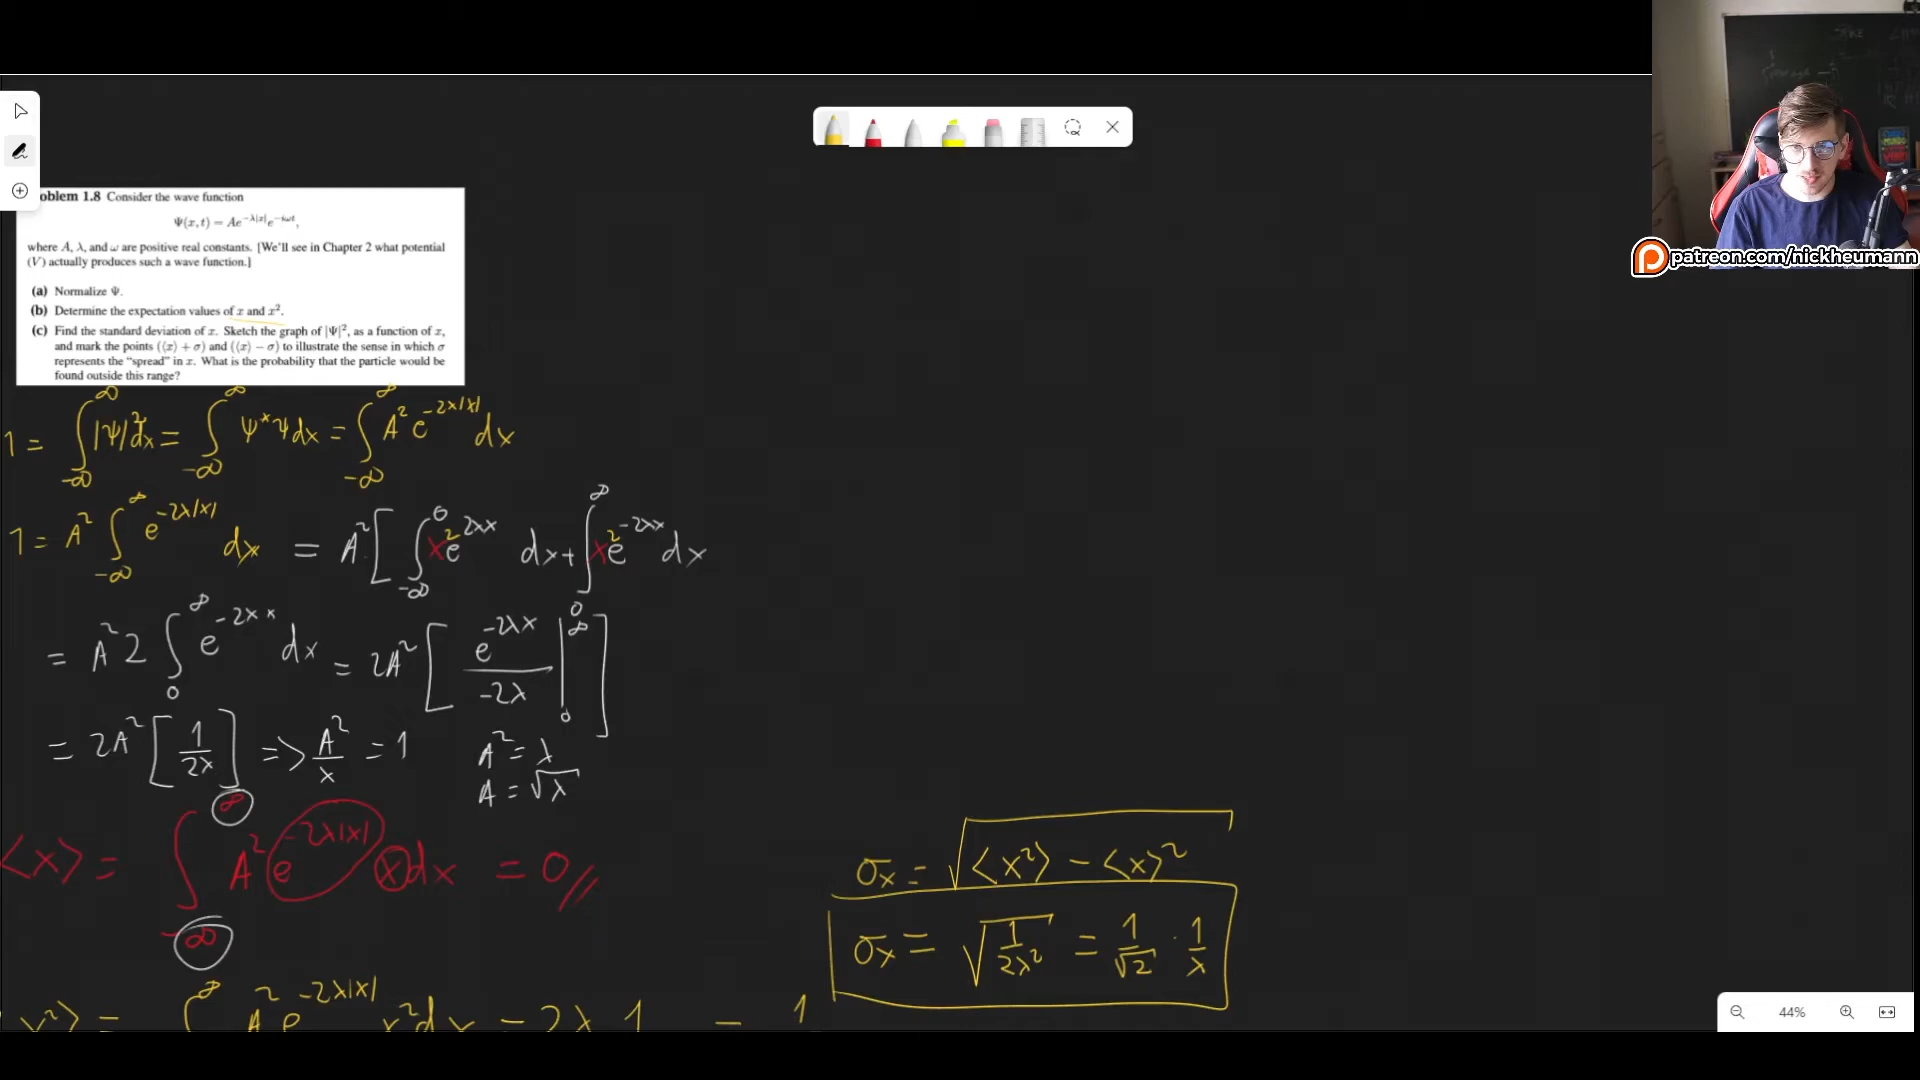 patreon.com/nickheumann
oblem 1.8 Consider the wave function
Ψ(x, t) = Ae^{-λ|x|}e^{-iωt},
where A, λ, and ω are positive real constants. [We'll see in Chapter 2 what potential
(V) actually produces such a wave function.]
(a) Normalize Ψ.
(b) Determine the expectation values of x and x².
(c) Find the standard deviation of x. Sketch the graph of |Ψ|², as a function of x,
and mark the points (⟨x⟩ + σ) and (⟨x⟩ − σ) to illustrate the sense in which σ
represents the "spread" in x. What is the probability that the particle would be
found outside this range?
1 = ∫_{-∞}^{∞} |Ψ|² dx = ∫_{-∞}^{∞} Ψ*Ψ dx = ∫_{-∞}^{∞} A² e^{-2λ|x|} dx
1 = A² ∫_{-∞}^{∞} e^{-2λ|x|} dx = A² [ ∫_{-∞}^{0} x² e^{2λx} dx + ∫_{0}^{∞} x² e^{-2λx} dx
= A² 2 ∫_{0}^{∞} e^{-2λx} dx = 2A² [ e^{-2λx} / -2λ |_{0}^{∞} ]
= 2A² [ 1/2λ ] => A²/λ = 1
A² = λ
A = √λ
⟨x⟩ = ∫_{-∞}^{∞} A² e^{-2λ|x|} x dx = 0 //
σx = √(⟨x²⟩ − ⟨x⟩²)
σx = √(1/2λ²) = 1/√2 · 1/λ
44%